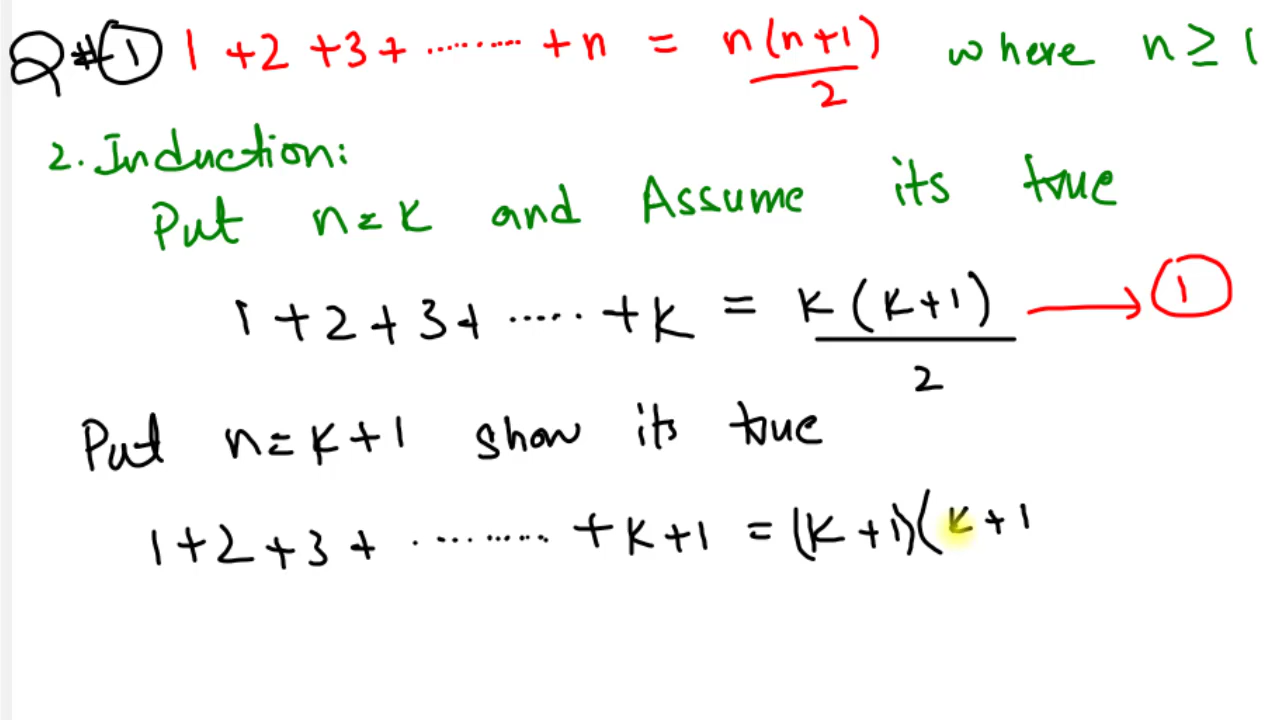 Q#1 1+2+3+.........+n = n(n+1)/2 where n≥1
2. Induction:
Put n=k and Assume its true
1+2+3+.....+k = k(k+1)/2 → 1
Put n=k+1 show its true
1+2+3+.........+k+1 = (k+1)(k+1